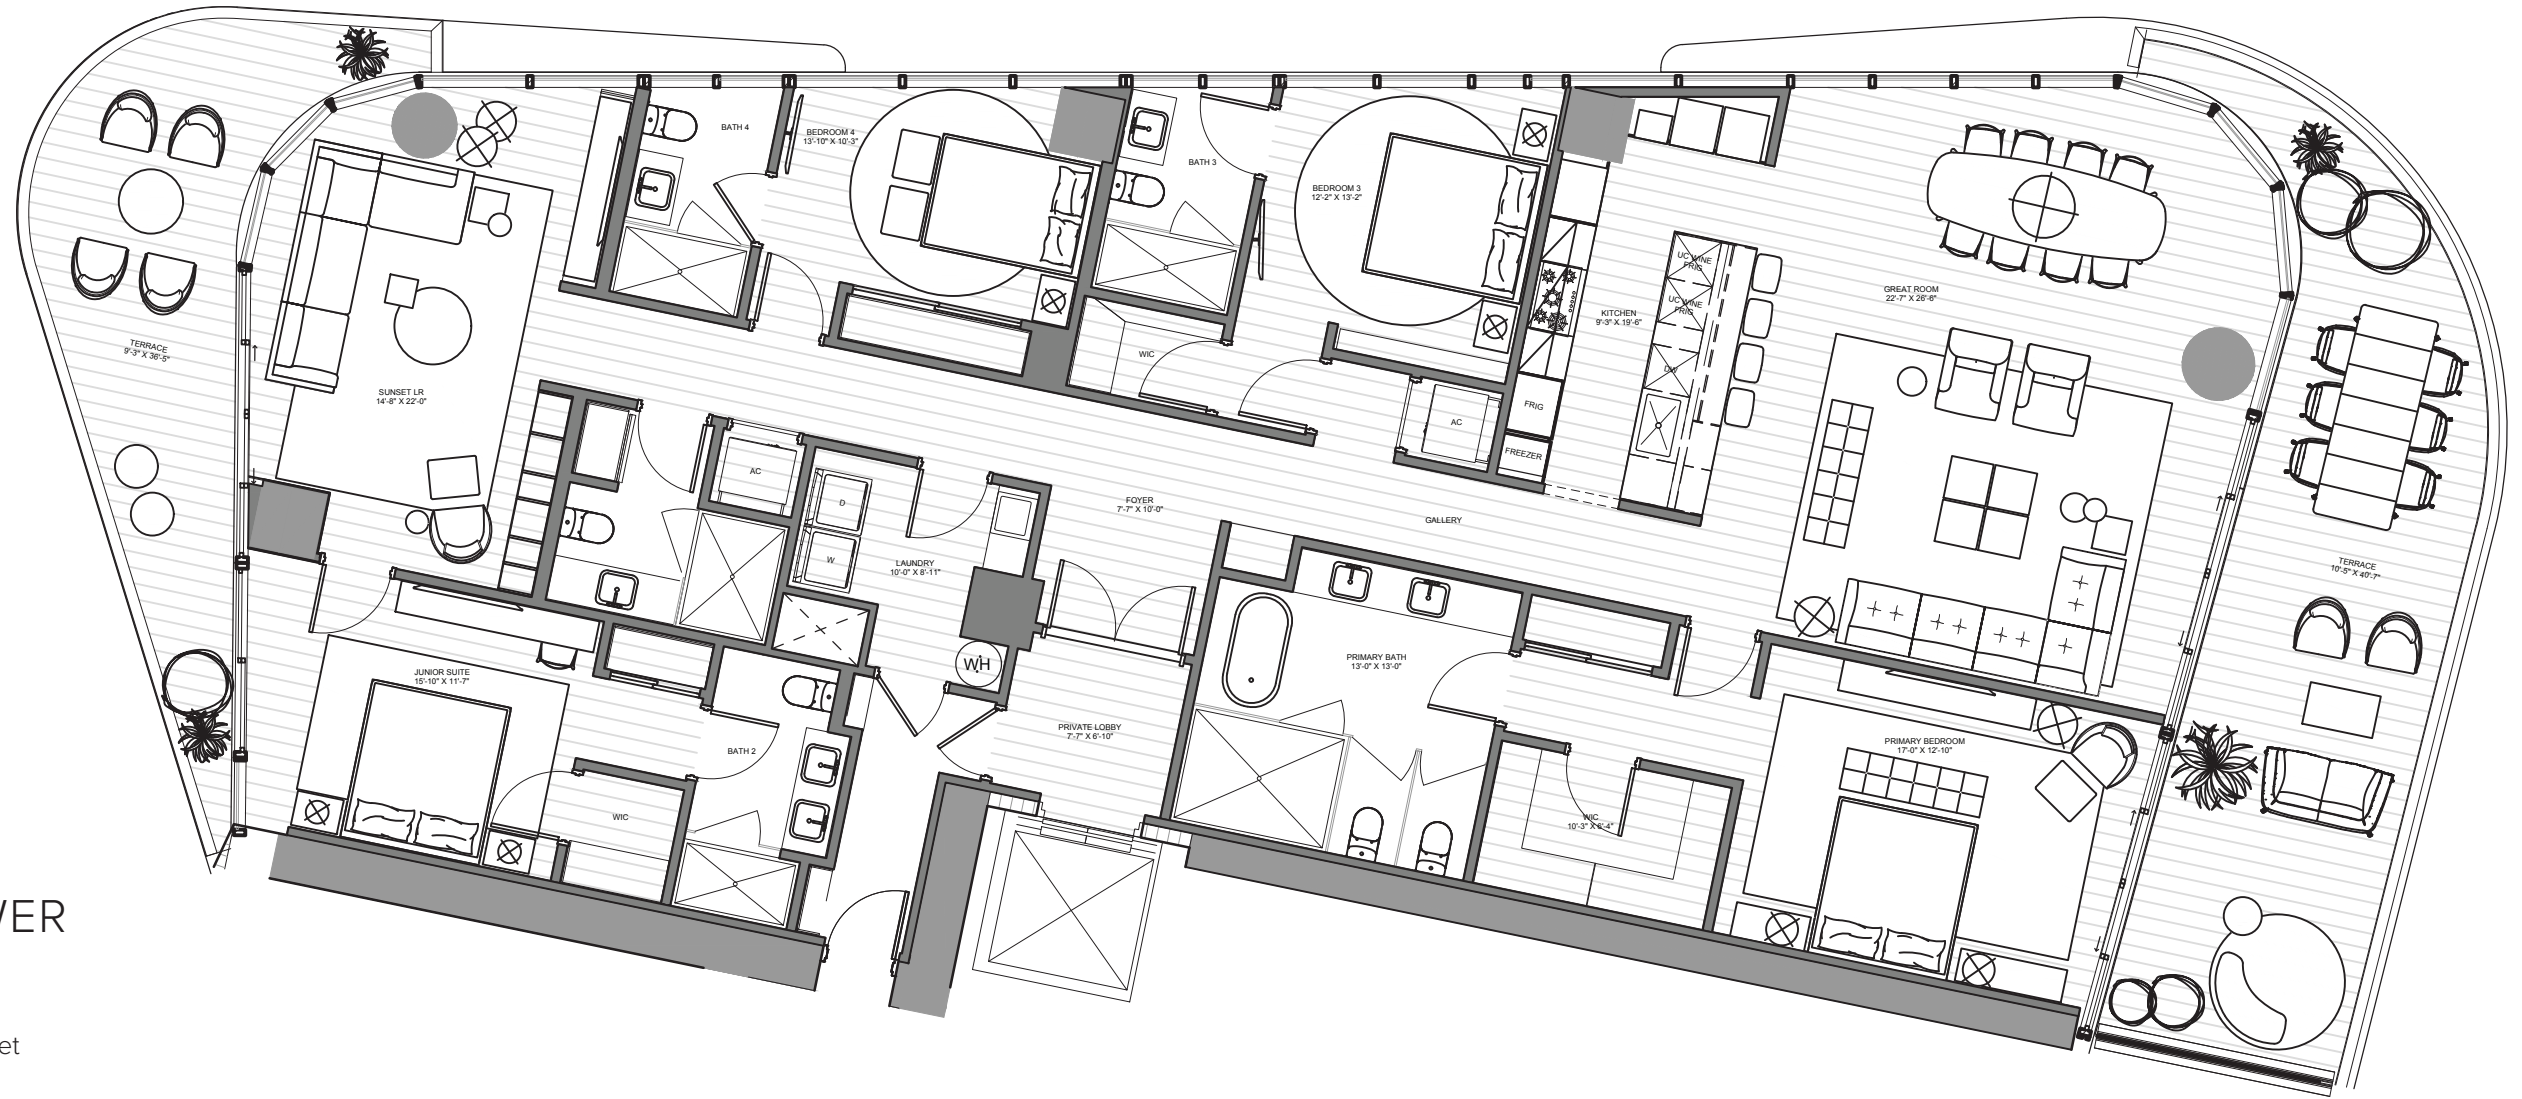 BATH 4
BEDROOM 4
13'-10" X 10'-3"
BATH 3
BEDROOM 3
12'-2" X 13'-2"
UC WINE
FRIG
UC WINE
FRIG
DW
KITCHEN
9'-3" X 19'-6"
GREAT ROOM
22'-7" X 26'-6"
TERRACE
9'-3" X 36'-5"
SUNSET LR
14'-8" X 22'-0"
WIC
FRIG
AC
FREEZER
AC
D
W
LAUNDRY
10'-0" X 8'-11"
FOYER
7'-7" X 10'-0"
GALLERY
TERRACE
10'-5" X 40'-7"
JUNIOR SUITE
15'-10" X 11'-7"
WH
PRIMARY BATH
13'-0" X 13'-0"
BATH 2
PRIVATE LOBBY
7'-7" X 6'-10"
PRIMARY BEDROOM
17'-0" X 12'-10"
WIC
WIC
10'-3" X 6'-4"
WER
et